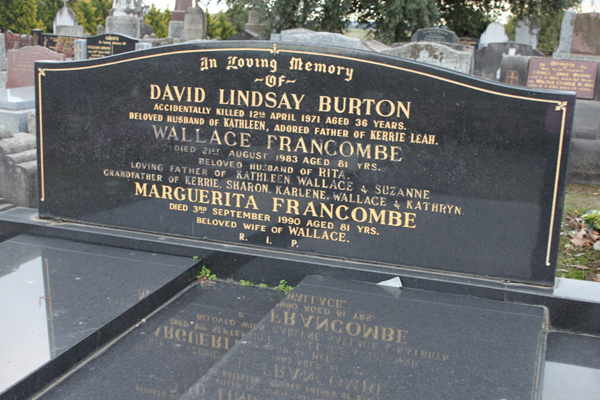 In Loving Memory
OF
DAVID LINDSAY BURTON
ACCIDENTALLY KILLED 12TH APRIL 1971 AGED 36 YEARS.
BELOVED HUSBAND OF KATHLEEN, ADORED FATHER OF KERRIE LEAH.
WALLACE FRANCOMBE
DIED 21ST AUGUST 1983 AGED 81 YRS.
BELOVED HUSBAND OF RITA.
LOVING FATHER OF KATHLEEN, WALLACE & SUZANNE
GRANDFATHER OF KERRIE, SHARON, KARLENE, WALLACE & KATHRYN
MARGUERITA FRANCOMBE
DIED 3RD SEPTEMBER 1990 AGED 81 YRS.
BELOVED WIFE OF WALLACE.
R. I. P.